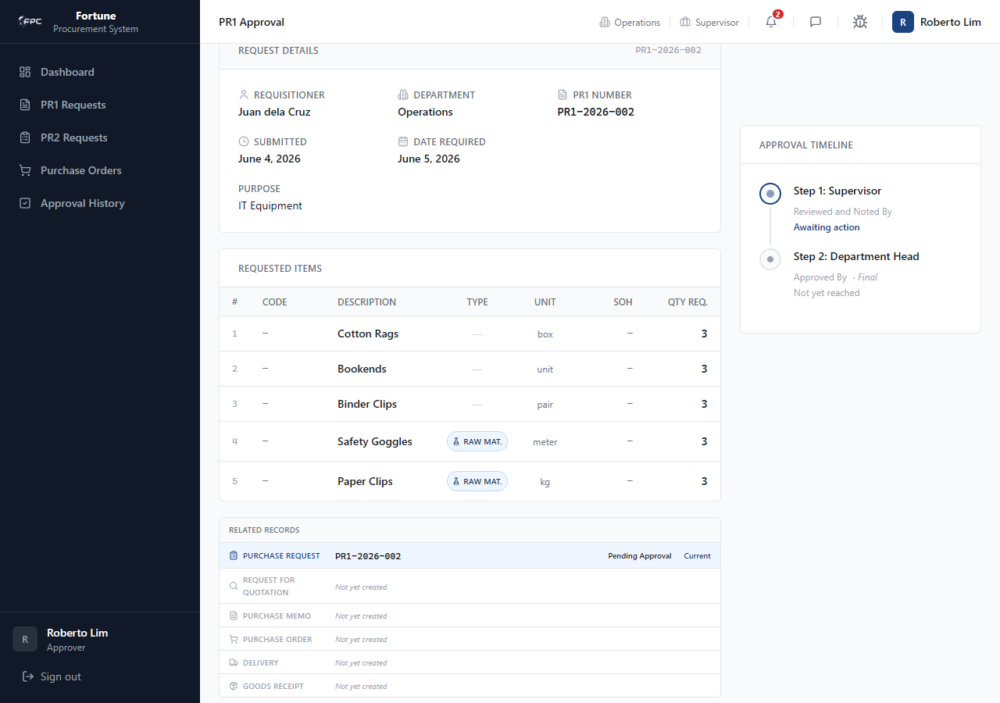 FPC
Fortune
Procurement System
Dashboard
PR1 Requests
PR2 Requests
Purchase Orders
Approval History
Roberto Lim
Approver
R
Sign out
PR1 Approval
Operations
Supervisor
2
R
Roberto Lim
REQUEST DETAILS
PR1-2026-002
REQUISITIONER
Juan dela Cruz
DEPARTMENT
Operations
PR1 NUMBER
PR1-2026-002
SUBMITTED
June 4, 2026
DATE REQUIRED
June 5, 2026
PURPOSE
IT Equipment
REQUESTED ITEMS
# CODE DESCRIPTION TYPE UNIT SOH QTY REQ.
1 — Cotton Rags — box — 3
2 — Bookends — unit — 3
3 — Binder Clips — pair — 3
4 — Safety Goggles RAW MAT. meter — 3
5 — Paper Clips RAW MAT. kg — 3
RELATED RECORDS
PURCHASE REQUEST PR1-2026-002 Pending Approval Current
REQUEST FOR
QUOTATION
Not yet created
PURCHASE MEMO Not yet created
PURCHASE ORDER Not yet created
DELIVERY Not yet created
GOODS RECEIPT Not yet created
APPROVAL TIMELINE
Step 1: Supervisor
Reviewed and Noted By
Awaiting action
Step 2: Department Head
Approved By · Final
Not yet reached